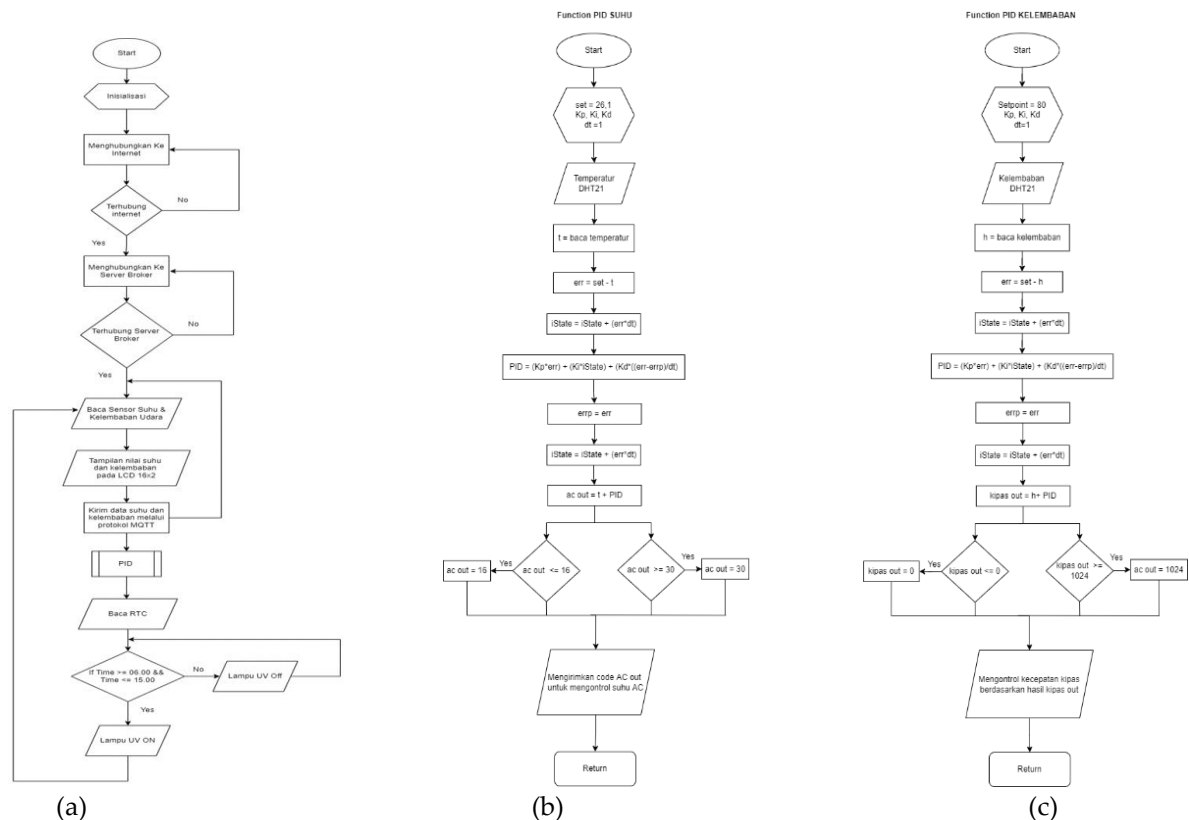 Start
Inisialisasi
Menghubungkan Ke
Internet
Terhubung
internet
No
Yes
Menghubungkan Ke
Server Broker
Terhubung Server
Broker
No
Yes
Baca Sensor Suhu &
Kelembaban Udara
Tampilan nilai suhu
dan kelembaban
pada LCD 16x2
Kirim data suhu dan
kelembaban melalui
protokol MQTT
PID
Baca RTC
If Time >= 06.00 &&
Time <= 15.00
No
Lampu UV Off
Yes
Lampu UV ON
(a)
Function PID SUHU
Start
set = 26,1
Kp, Ki, Kd
dt =1
Temperatur
DHT21
t = baca temperatur
err = set - t
iState = iState + (err*dt)
PID = (Kp*err) + (Ki*iState) + (Kd*((err-errp)/dt)
errp = err
iState = iState + (err*dt)
ac out = t + PID
ac out = 16
Yes
ac out <= 16
ac out >= 30
Yes
ac out = 30
Mengirimkan code AC out
untuk mengontrol suhu AC
Return
(b)
Function PID KELEMBABAN
Start
Setpoint = 80
Kp, Ki, Kd
dt=1
Kelembaban
DHT21
h = baca kelembaban
err = set - h
iState = iState + (err*dt)
PID = (Kp*err) + (Ki*iState) + (Kd*((err-errp)/dt)
errp = err
iState = iState + (err*dt)
kipas out = h+ PID
kipas out = 0
Yes
kipas out <= 0
kipas out >=
1024
Yes
ac out = 1024
Mengontrol kecepatan kipas
berdasarkan hasil kipas out
Return
(c)